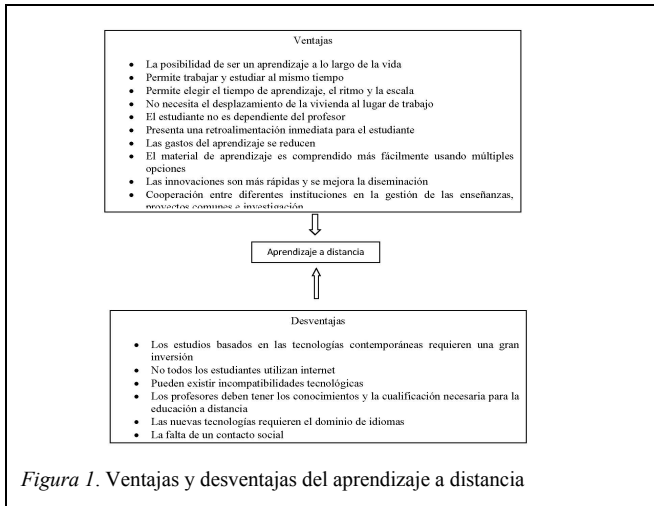 Ventajas
• La posibilidad de ser un aprendizaje a lo largo de la vida
• Permite trabajar y estudiar al mismo tiempo
• Permite elegir el tiempo de aprendizaje, el ritmo y la escala
• No necesita el desplazamiento de la vivienda al lugar de trabajo
• El estudiante no es dependiente del profesor
• Presenta una retroalimentación inmediata para el estudiante
• Las gastos del aprendizaje se reducen
• El material de aprendizaje es comprendido más fácilmente usando múltiples
opciones
• Las innovaciones son más rápidas y se mejora la diseminación
• Cooperación entre diferentes instituciones en la gestión de las enseñanzas,
proyectos comunes e investigación
Aprendizaje a distancia
Desventajas
• Los estudios basados en las tecnologías contemporáneas requieren una gran
inversión
• No todos los estudiantes utilizan internet
• Pueden existir incompatibilidades tecnológicas
• Los profesores deben tener los conocimientos y la cualificación necesaria para la
educación a distancia
• Las nuevas tecnologías requieren el dominio de idiomas
• La falta de un contacto social
Figura 1. Ventajas y desventajas del aprendizaje a distancia